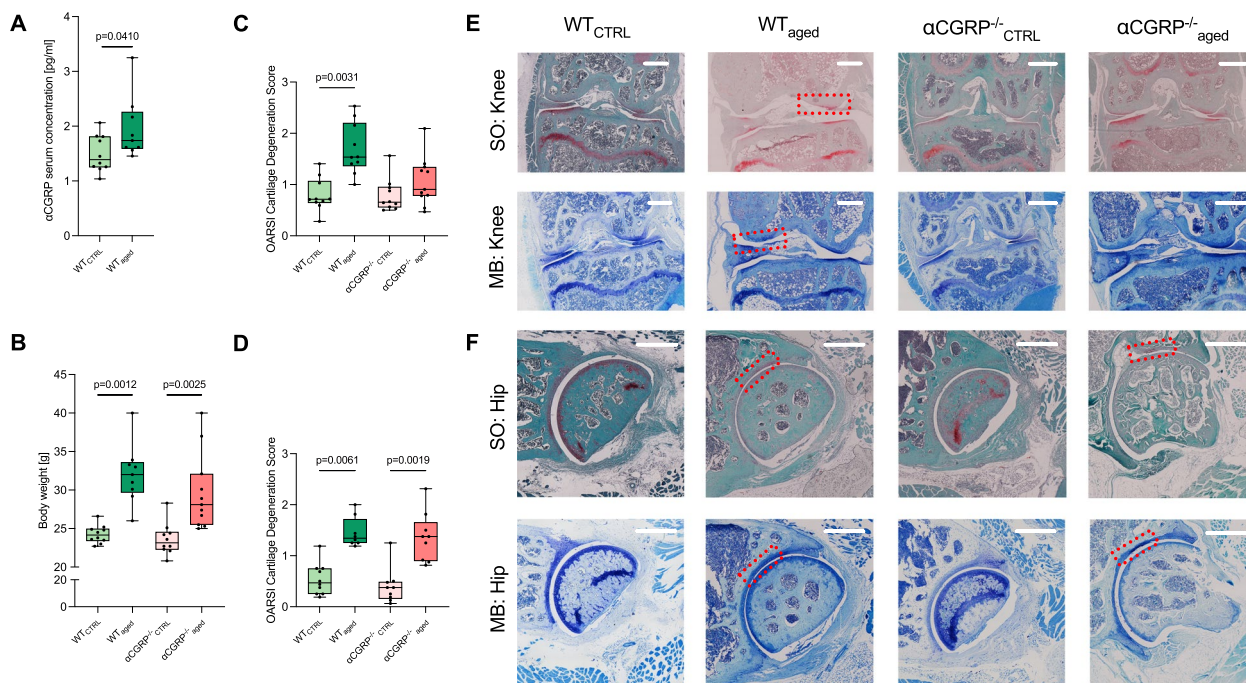 A
αCGRP serum concentration [pg/ml]
4
3
2
1
0
p=0.0410
WTCTRL
WTaged
B
Body weight [g]
45
40
35
30
25
20
20
0
p=0.0012
p=0.0025
WTCTRL
WTaged
αCGRP-/-CTRL
αCGRP-/-aged
C
OARSI Cartilage Degeneration Score
3
2
1
0
p=0.0031
WTCTRL
WTaged
αCGRP-/-CTRL
αCGRP-/-aged
D
OARSI Cartilage Degeneration Score
3
2
1
0
p=0.0061
p=0.0019
WTCTRL
WTaged
αCGRP-/-CTRL
αCGRP-/-aged
E
WTCTRL
WTaged
αCGRP-/-CTRL
αCGRP-/-aged
SO: Knee
MB: Knee
F
SO: Hip
MB: Hip